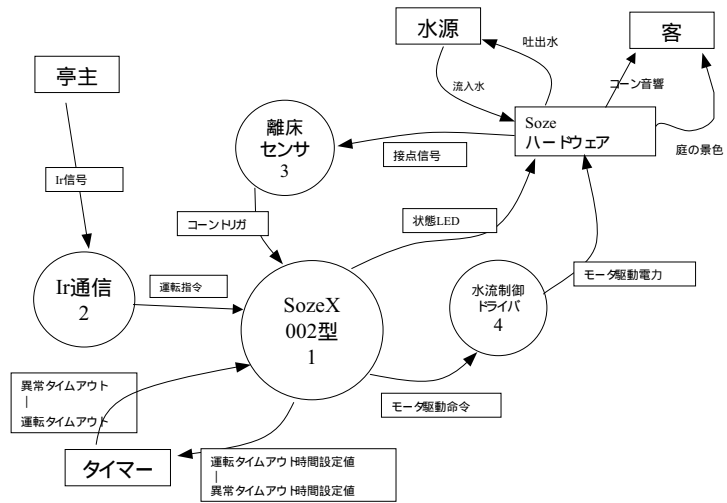 水源
客
吐出水
亭主
流入水
コーン音響
Soze
ハードウェア
離床
センサ
3
接点信号
庭の景色
Ir信号
コーントリガ
状態LED
Ir通信
2
運転指令
SozeX
002型
1
水流制御
ドライバ
4
モータ駆動電力
異常タイムアウト
|
運転タイムアウト
モータ駆動命令
タイマー
運転タイムアウト時間設定値
|
異常タイムアウト時間設定値